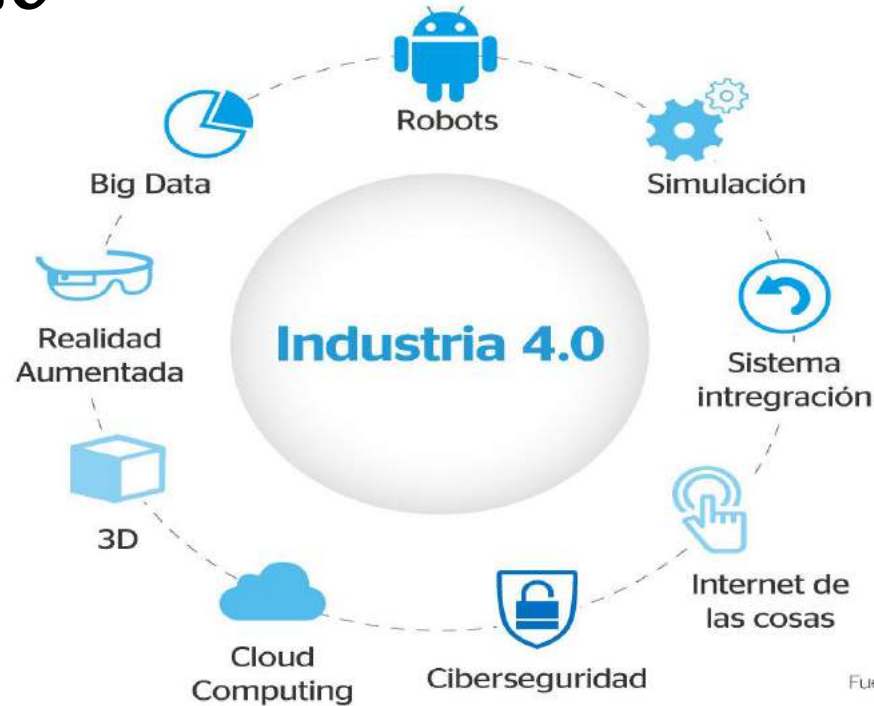 Robots
Big Data
Simulación
Realidad
Aumentada
Industria 4.0
Sistema
intregración
3D
Internet de
las cosas
Cloud
Computing
Ciberseguridad